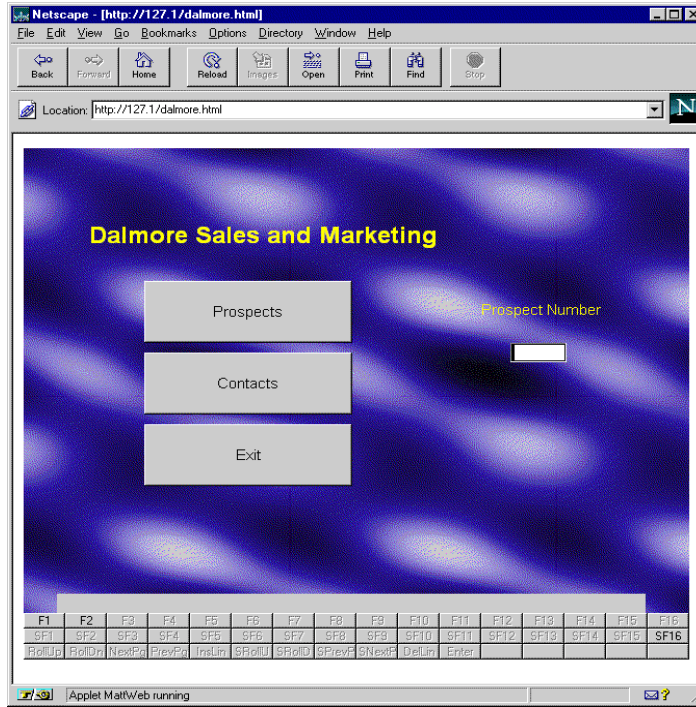 Netscape - [http://127.1/dalmore.html]
File Edit View Go Bookmarks Options Directory Window Help
Back Forward Home Reload Images Open Print Find Stop
Location: http://127.1/dalmore.html
N
Dalmore Sales and Marketing
Prospects
Prospect Number
Contacts
Exit
F1 F2 F3 F4 F5 F6 F7 F8 F9 F10 F11 F12 F13 F14 F15 F16
SF1 SF2 SF3 SF4 SF5 SF6 SF7 SF8 SF9 SF10 SF11 SF12 SF13 SF14 SF15 SF16
RollUp RollDn NextPg PrevPg InsLin SRollU SRollD SPrevP SNextP DelLin Enter
Applet MattWeb running